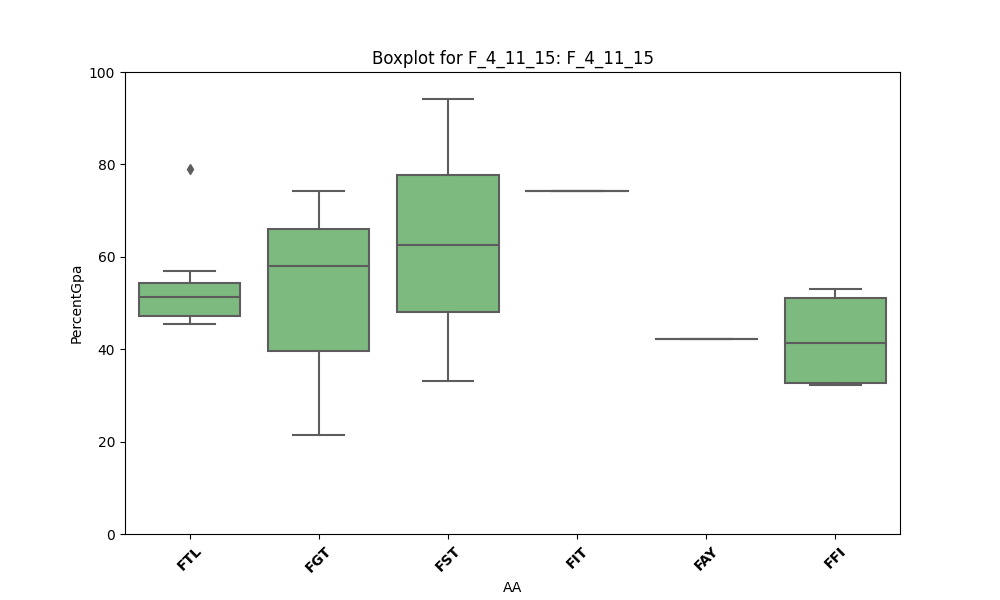 Boxplot for F_4_11_15: F_4_11_15
PercentGpa
100
80
60
40
20
0
FTL
FGT
FST
FIT
FAY
FFI
AA